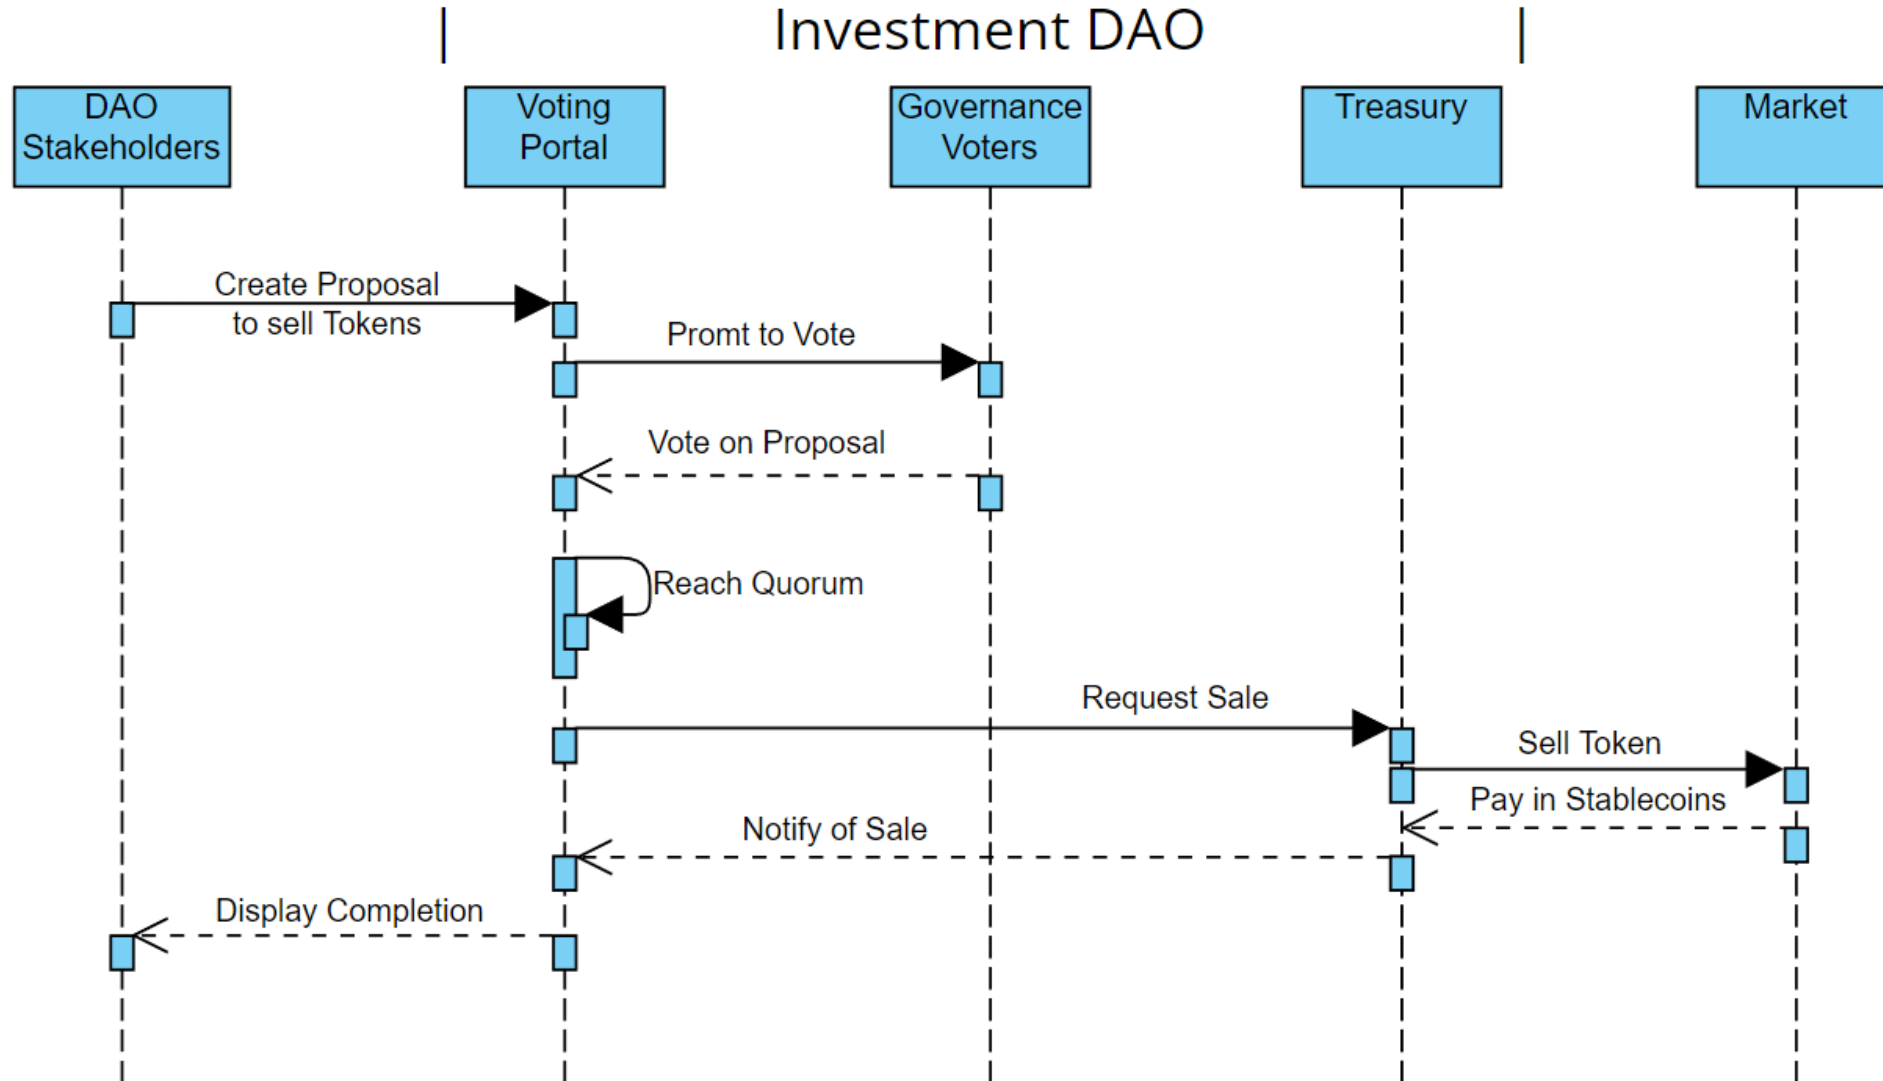 | Investment DAO |
DAO
Stakeholders
Voting
Portal
Governance
Voters
Treasury
Market
Create Proposal
to sell Tokens
Promt to Vote
Vote on Proposal
Reach Quorum
Request Sale
Sell Token
Pay in Stablecoins
Notify of Sale
Display Completion